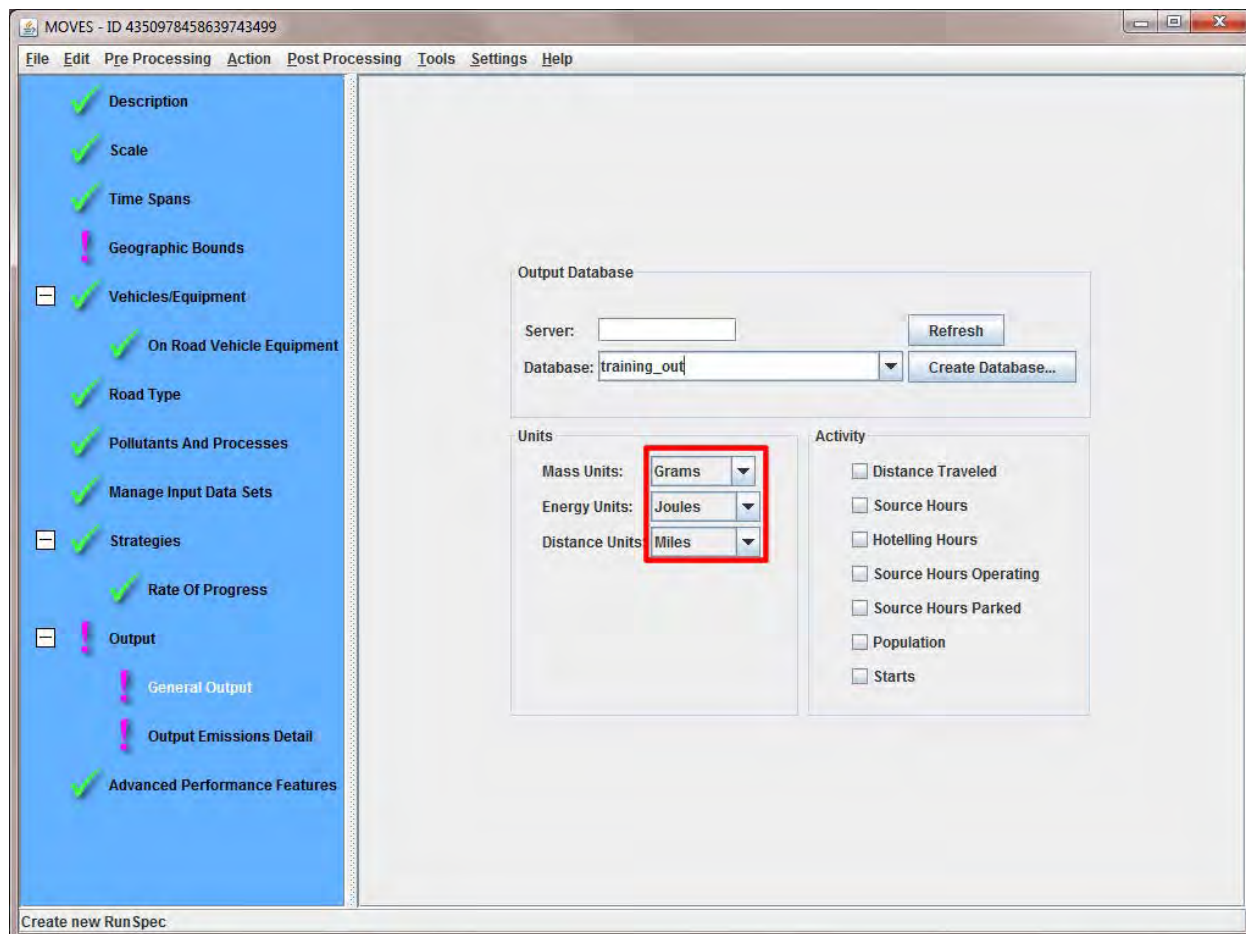 MOVES - ID 4350978458639743499
File Edit Pre Processing Action Post Processing Tools Settings Help
Description
Scale
Time Spans
Geographic Bounds
Vehicles/Equipment
On Road Vehicle Equipment
Road Type
Pollutants And Processes
Manage Input Data Sets
Strategies
Rate Of Progress
Output
General Output
Output Emissions Detail
Advanced Performance Features
Output Database
Server:
Refresh
Database: training_out
Create Database...
Units
Mass Units: Grams
Energy Units: Joules
Distance Units: Miles
Activity
Distance Traveled
Source Hours
Hotelling Hours
Source Hours Operating
Source Hours Parked
Population
Starts
Create new RunSpec